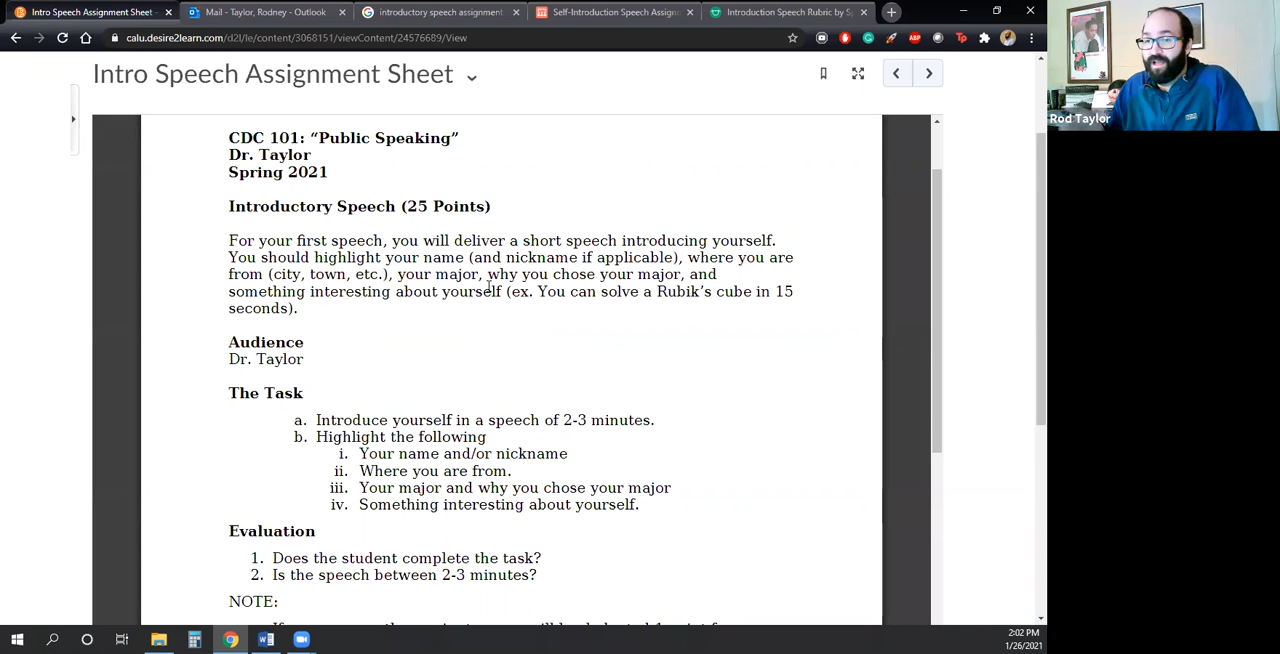 Intro Speech Assignment Sheet -
Mail - Taylor, Rodney - Outlook
introductory speech assignment
Self-Introduction Speech Assign
Introduction Speech Rubric by S
calu.desire2learn.com/d2l/le/content/3068151/viewContent/24576689/View
ABP
Tp
Intro Speech Assignment Sheet
CDC 101: “Public Speaking”
Dr. Taylor
Spring 2021
Introductory Speech (25 Points)
For your first speech, you will deliver a short speech introducing yourself.
You should highlight your name (and nickname if applicable), where you are
from (city, town, etc.), your major, why you chose your major, and
something interesting about yourself (ex. You can solve a Rubik’s cube in 15
seconds).
Audience
Dr. Taylor
The Task
a. Introduce yourself in a speech of 2-3 minutes.
b. Highlight the following
i. Your name and/or nickname
ii. Where you are from.
iii. Your major and why you chose your major
iv. Something interesting about yourself.
Evaluation
1. Does the student complete the task?
2. Is the speech between 2-3 minutes?
NOTE:
Rod Taylor
2:02 PM
1/26/2021